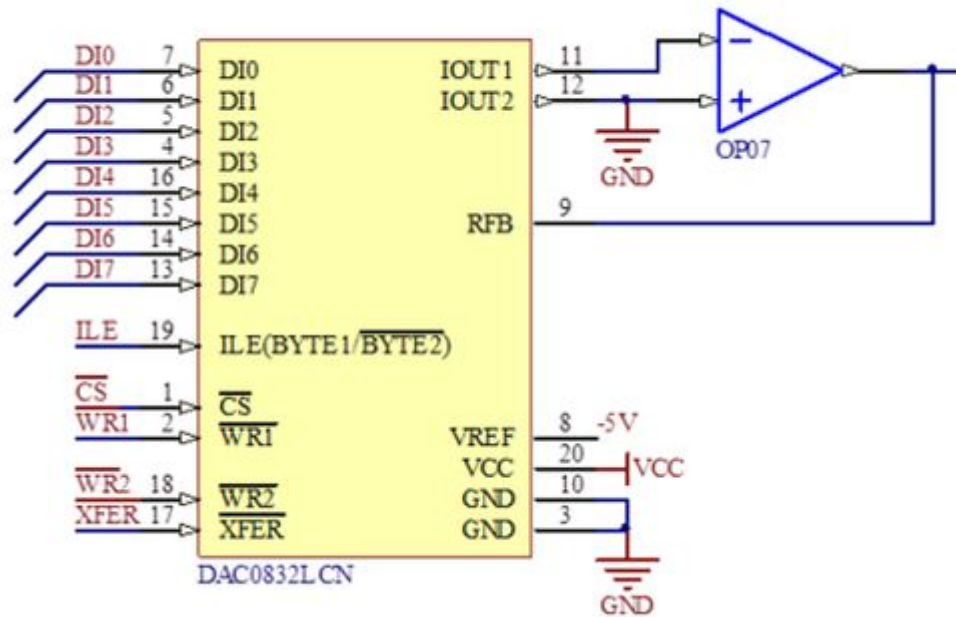 DI0 7 DI0 IOUT1 11
DI1 6 DI1 IOUT2 12
DI2 5 DI2
DI3 4 DI3
DI4 16 DI4
DI5 15 DI5 RFB 9
DI6 14 DI6
DI7 13 DI7
− +
OP07
GND
ILE 19 ILE(BYTE1/BYTE2)
CS 1 CS
WR1 2 WR1 VREF 8 -5V
VCC 20 VCC
WR2 18 WR2 GND 10
XFER 17 XFER GND 3
DAC0832LCN
GND